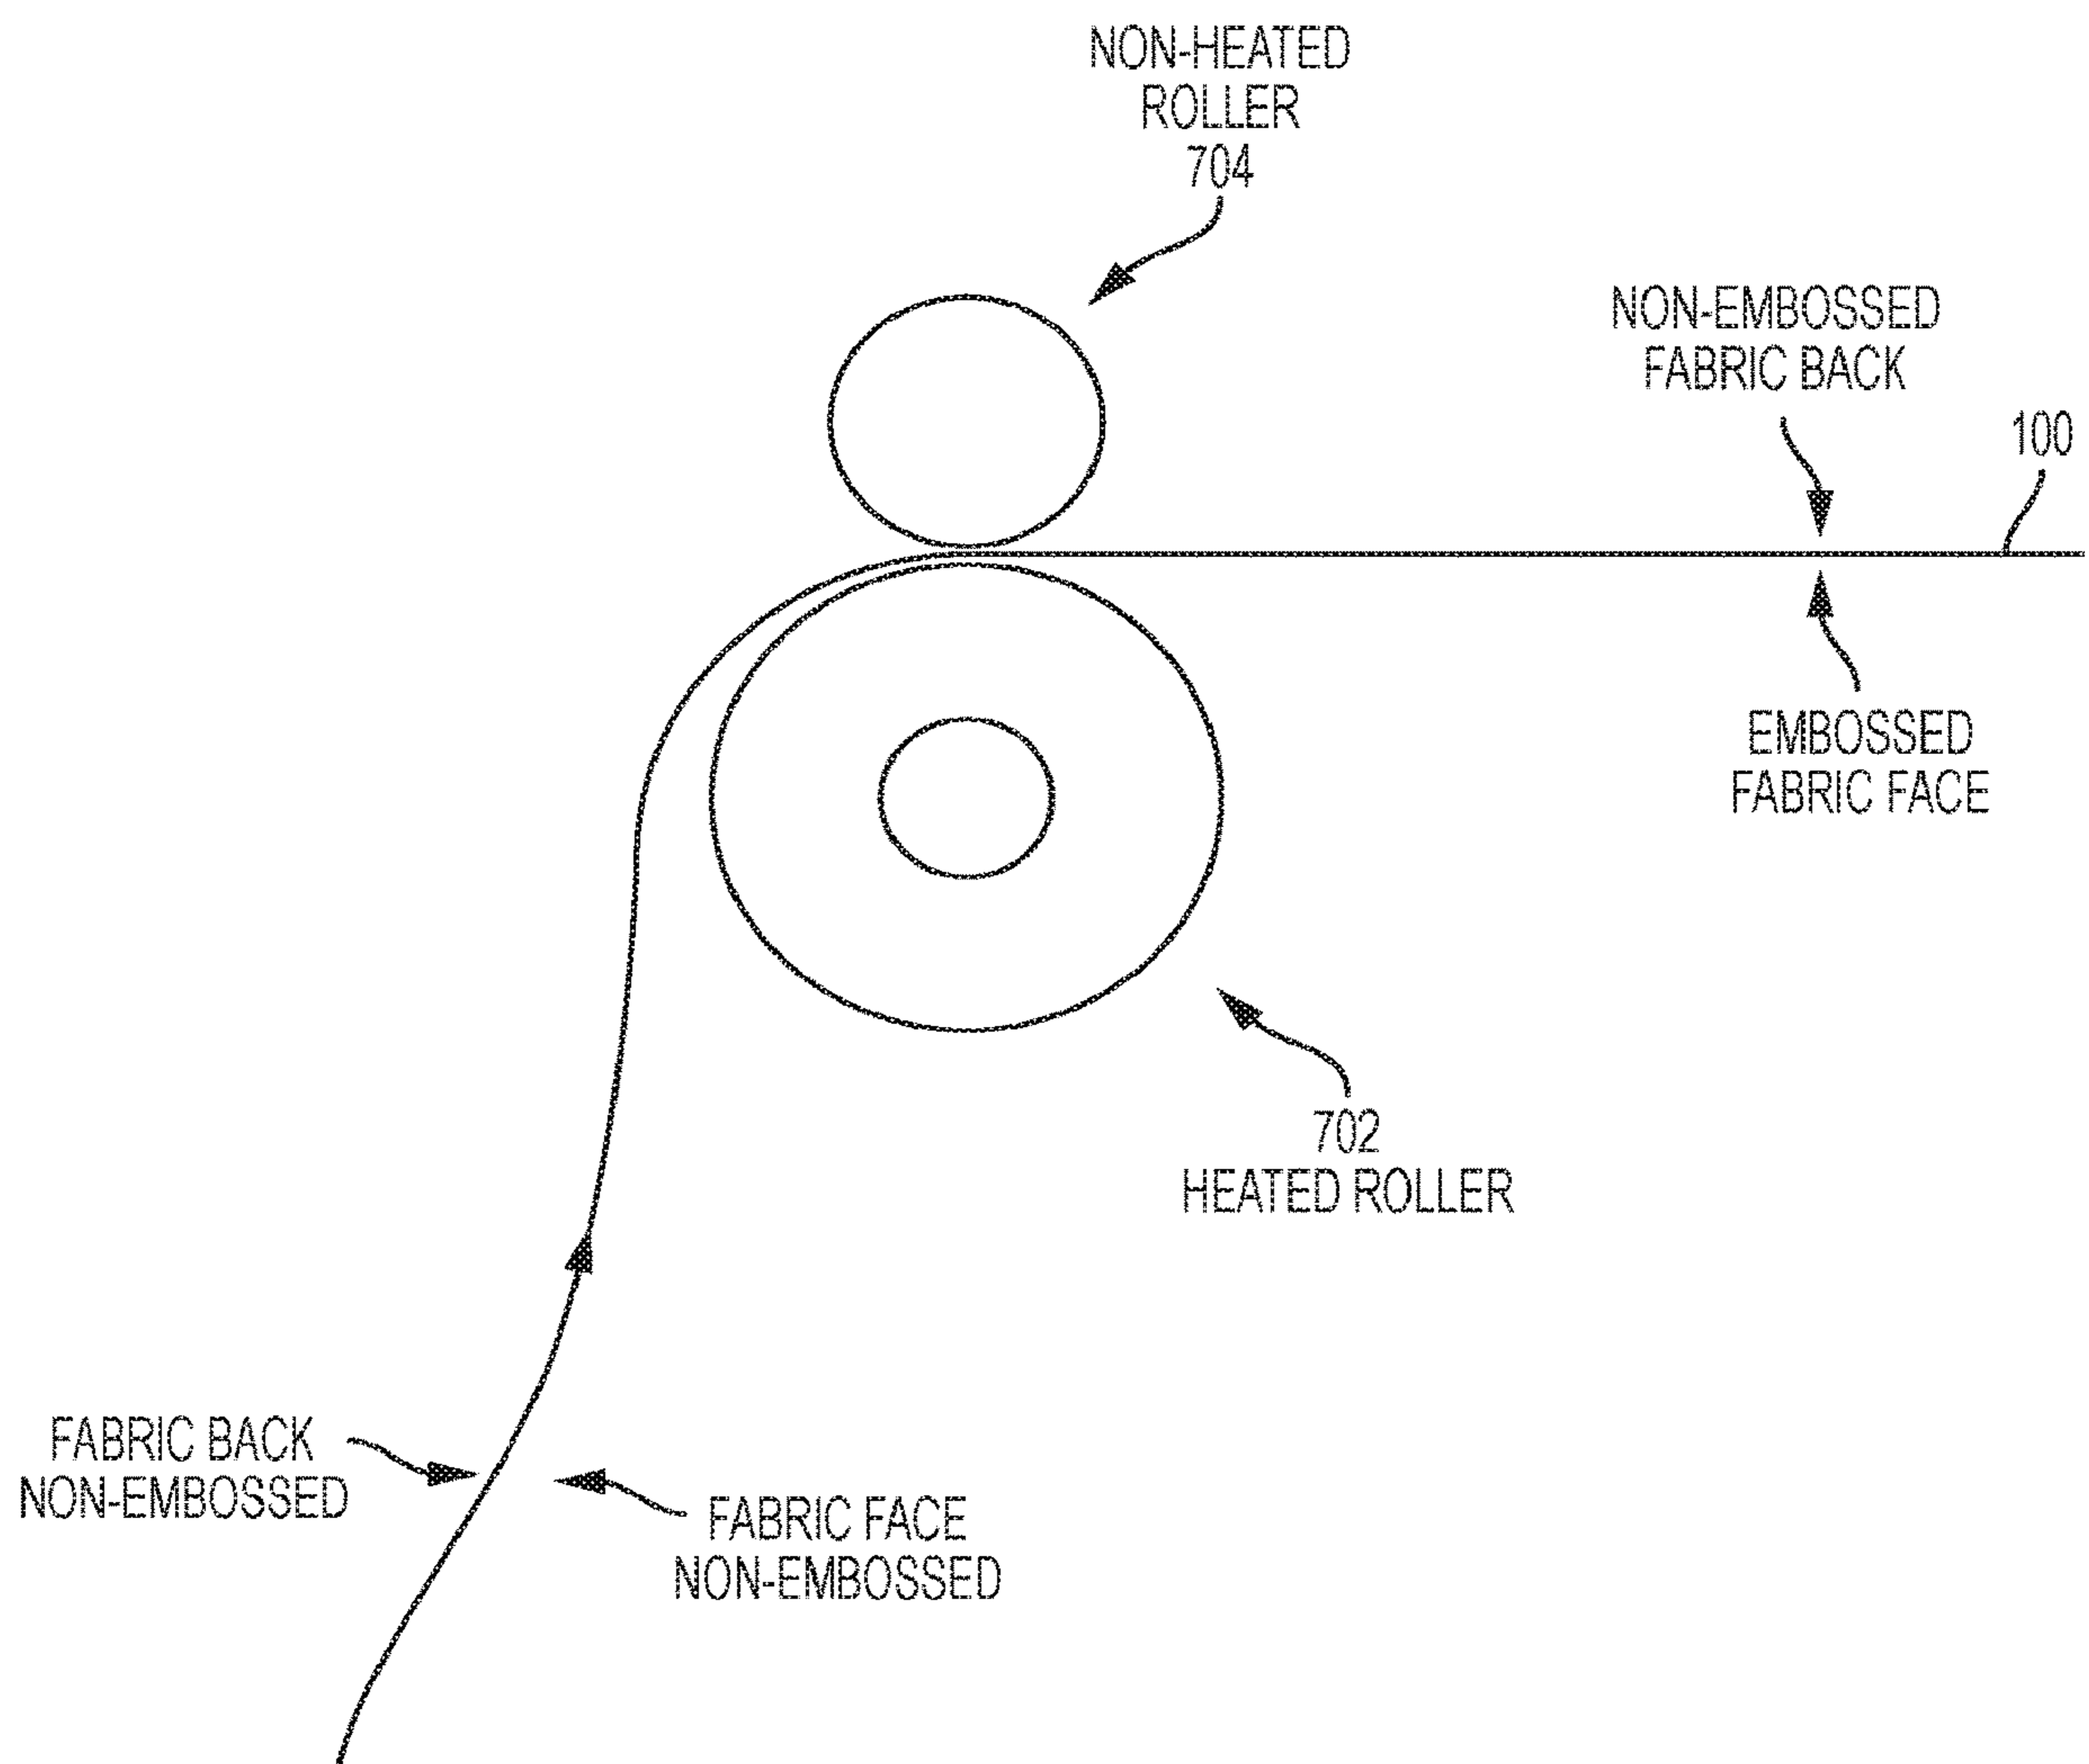 NON-HEATED
ROLLER
704
NON-EMBOSSED
FABRIC BACK
100
EMBOSSED
FABRIC FACE
702
HEATED ROLLER
FABRIC BACK
NON-EMBOSSED
FABRIC FACE
NON-EMBOSSED